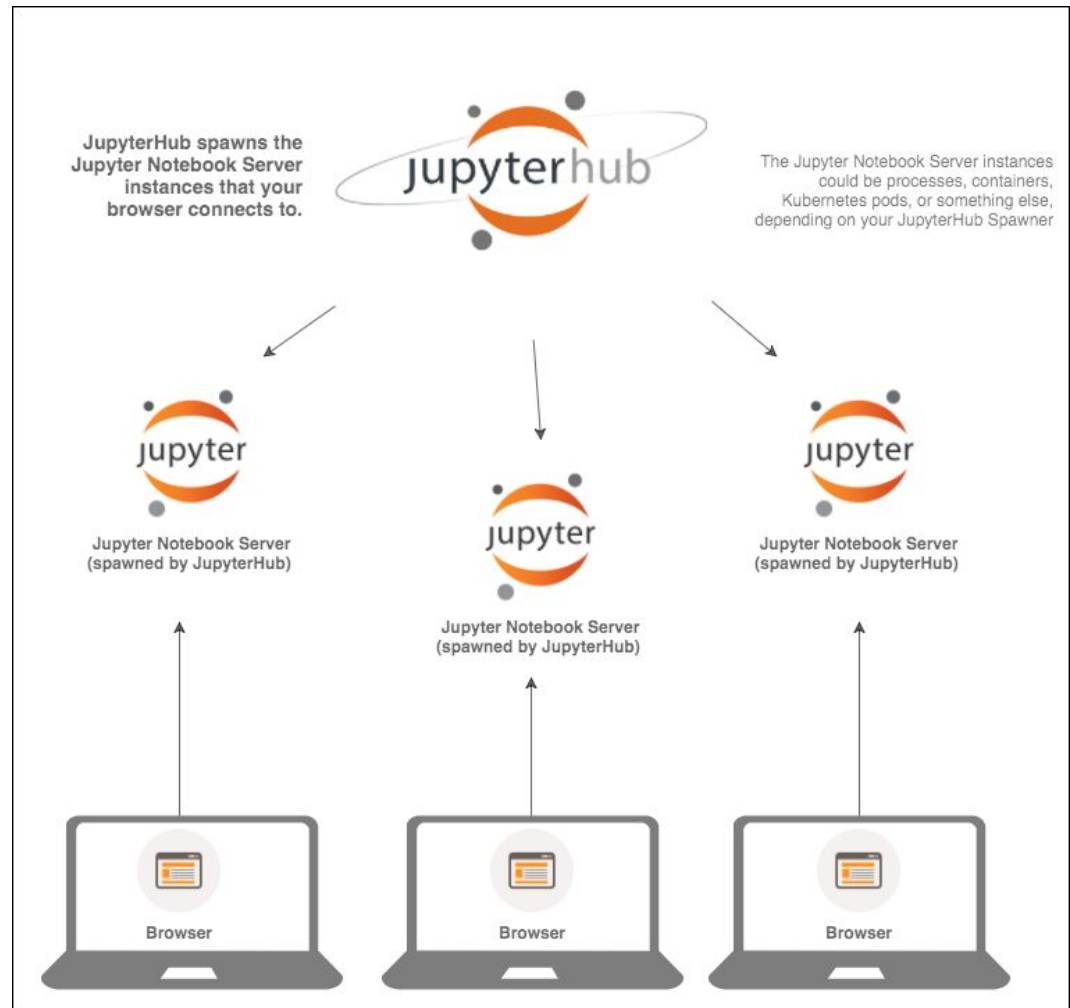 JupyterHub spawns the
Jupyter Notebook Server
instances that your
browser connects to.
jupyterhub
The Jupyter Notebook Server instances
could be processes, containers,
Kubernetes pods, or something else,
depending on your JupyterHub Spawner
jupyter
Jupyter Notebook Server
(spawned by JupyterHub)
jupyter
Jupyter Notebook Server
(spawned by JupyterHub)
jupyter
Jupyter Notebook Server
(spawned by JupyterHub)
Browser
Browser
Browser